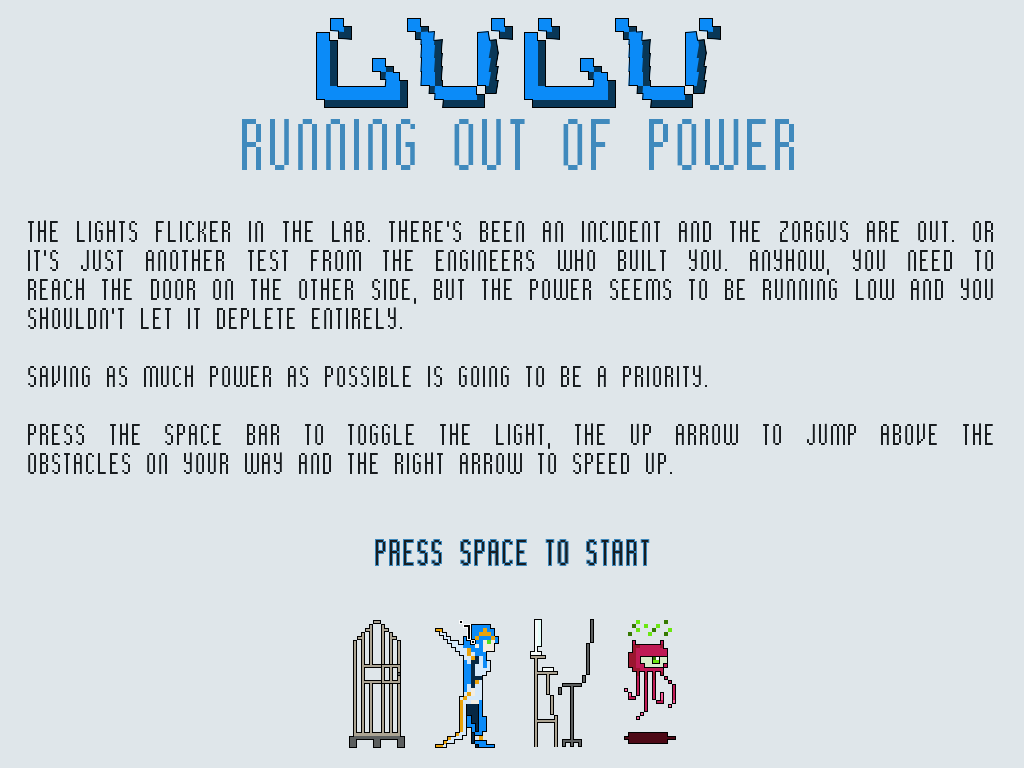 LULU
RUNNING OUT OF POWER
THE LIGHTS FLICKER IN THE LAB. THERE'S BEEN AN INCIDENT AND THE ZORGUS ARE OUT. OR
IT'S JUST ANOTHER TEST FROM THE ENGINEERS WHO BUILT YOU. ANYHOW, YOU NEED TO
REACH THE DOOR ON THE OTHER SIDE, BUT THE POWER SEEMS TO BE RUNNING LOW AND YOU
SHOULDN'T LET IT DEPLETE ENTIRELY.
SAVING AS MUCH POWER AS POSSIBLE IS GOING TO BE A PRIORITY.
PRESS THE SPACE BAR TO TOGGLE THE LIGHT, THE UP ARROW TO JUMP ABOVE THE
OBSTACLES ON YOUR WAY AND THE RIGHT ARROW TO SPEED UP.
PRESS SPACE TO START